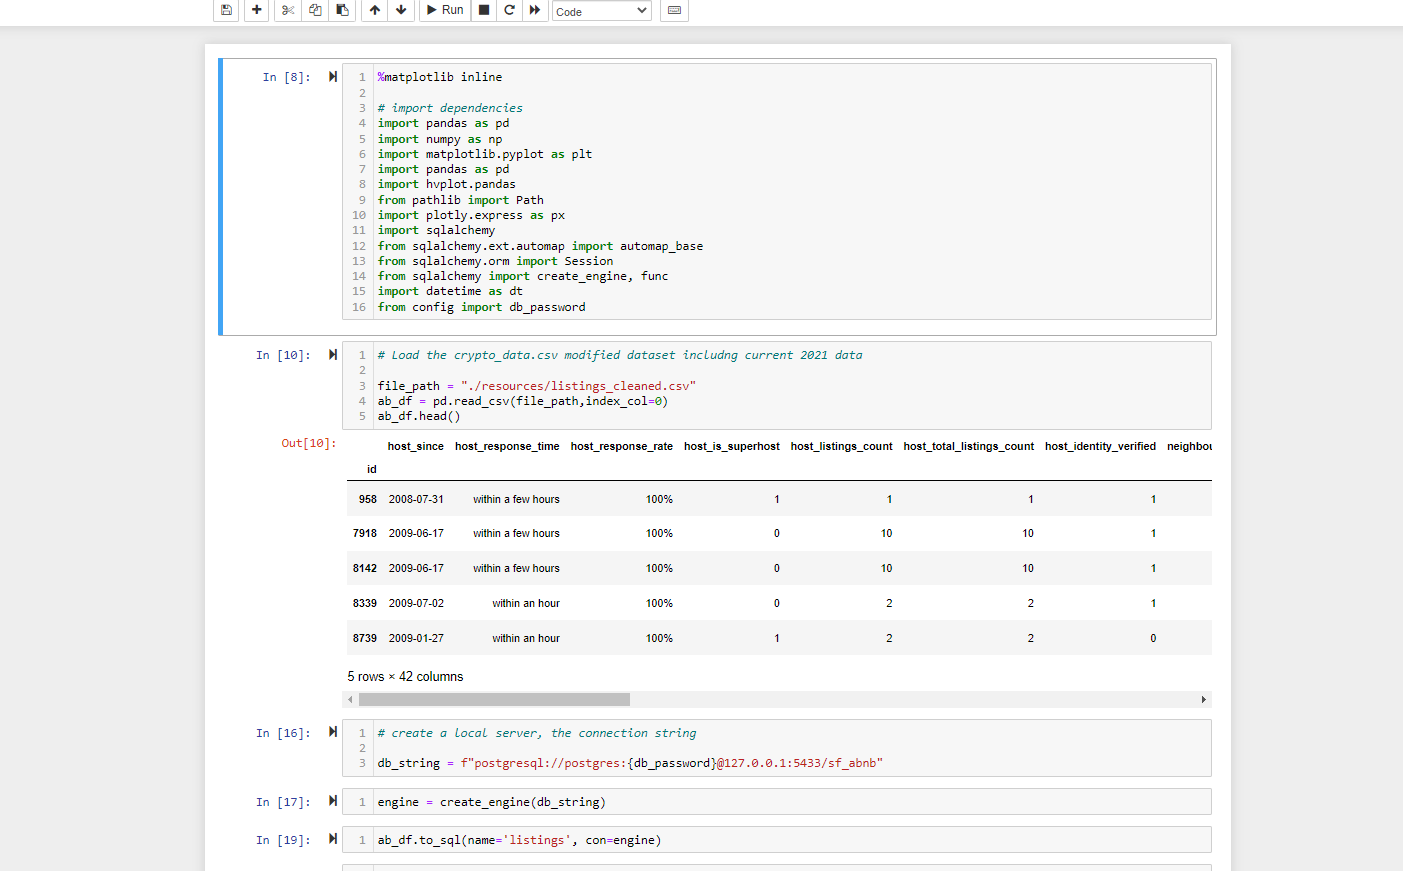 Run
Code
In [8]:
1 %matplotlib inline
2
3 # import dependencies
4 import pandas as pd
5 import numpy as np
6 import matplotlib.pyplot as plt
7 import pandas as pd
8 import hvplot.pandas
9 from pathlib import Path
10 import plotly.express as px
11 import sqlalchemy
12 from sqlalchemy.ext.automap import automap_base
13 from sqlalchemy.orm import Session
14 from sqlalchemy import create_engine, func
15 import datetime as dt
16 from config import db_password
In [10]:
1 # Load the crypto_data.csv modified dataset includng current 2021 data
2
3 file_path = "./resources/listings_cleaned.csv"
4 ab_df = pd.read_csv(file_path,index_col=0)
5 ab_df.head()
Out[10]:
host_since host_response_time host_response_rate host_is_superhost host_listings_count host_total_listings_count host_identity_verified neighbou
id
958 2008-07-31 within a few hours 100% 1 1 1 1
7918 2009-06-17 within a few hours 100% 0 10 10 1
8142 2009-06-17 within a few hours 100% 0 10 10 1
8339 2009-07-02 within an hour 100% 0 2 2 1
8739 2009-01-27 within an hour 100% 1 2 2 0
5 rows × 42 columns
In [16]:
1 # create a local server, the connection string
2
3 db_string = f"postgresql://postgres:{db_password}@127.0.0.1:5433/sf_abnb"
In [17]:
1 engine = create_engine(db_string)
In [19]:
1 ab_df.to_sql(name='listings', con=engine)